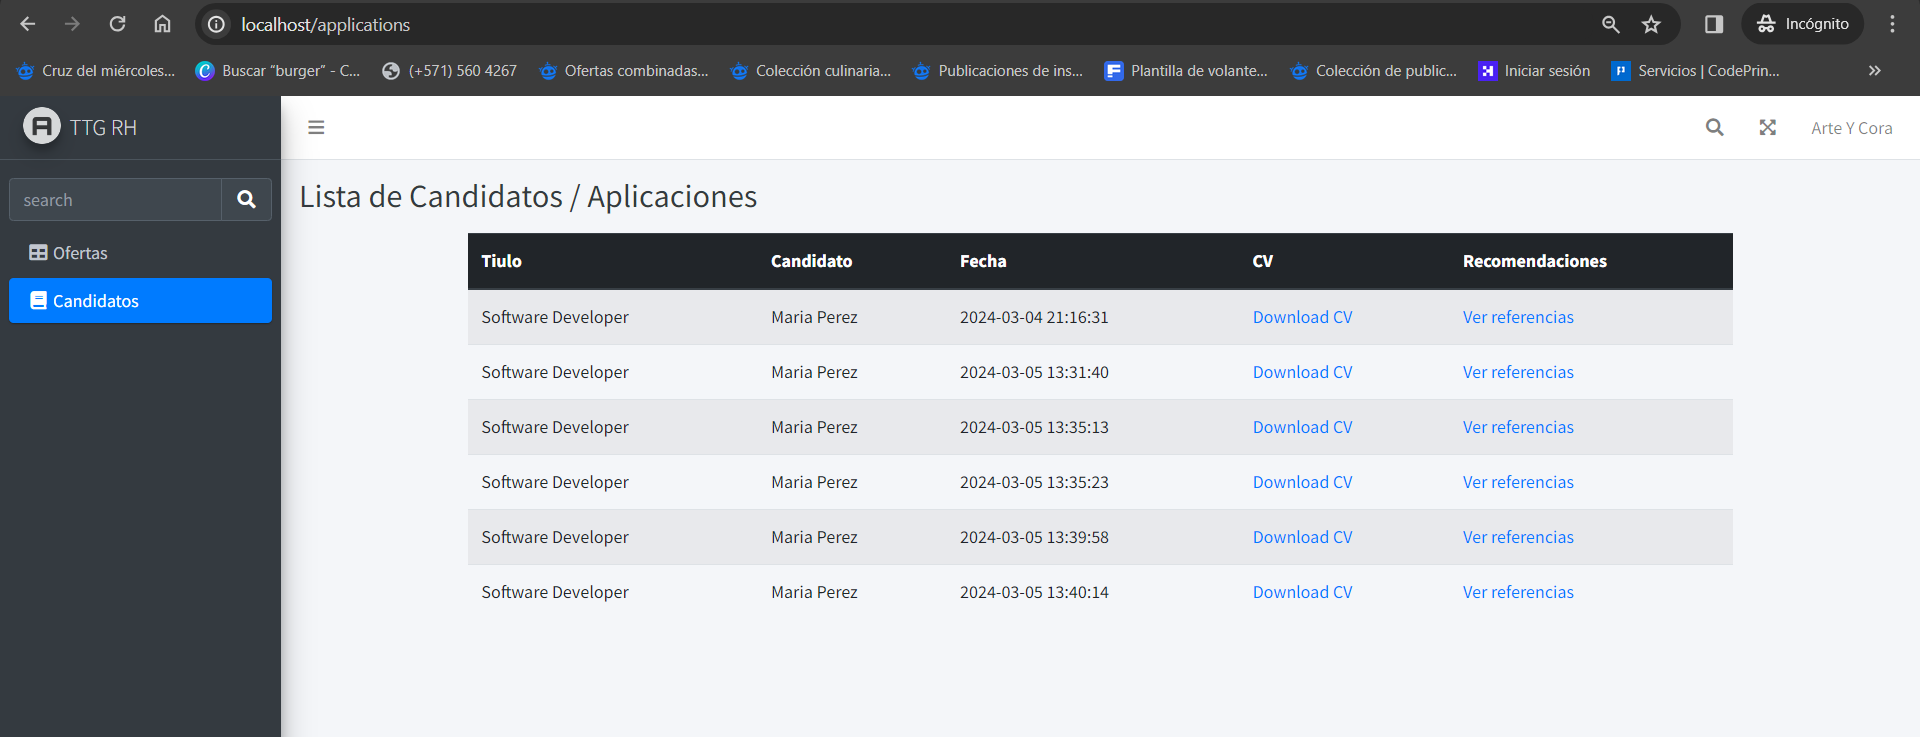 localhost/applications
Incógnito
Cruz del miércoles...
Buscar “burger” - C...
(+571) 560 4267
Ofertas combinadas...
Colección culinaria...
Publicaciones de ins...
Plantilla de volante...
Colección de public...
Iniciar sesión
Servicios | CodePrin...
TTG RH
Arte Y Cora
search
Ofertas
Candidatos
Lista de Candidatos / Aplicaciones
Tiulo Candidato Fecha CV Recomendaciones
Software Developer Maria Perez 2024-03-04 21:16:31 Download CV Ver referencias
Software Developer Maria Perez 2024-03-05 13:31:40 Download CV Ver referencias
Software Developer Maria Perez 2024-03-05 13:35:13 Download CV Ver referencias
Software Developer Maria Perez 2024-03-05 13:35:23 Download CV Ver referencias
Software Developer Maria Perez 2024-03-05 13:39:58 Download CV Ver referencias
Software Developer Maria Perez 2024-03-05 13:40:14 Download CV Ver referencias